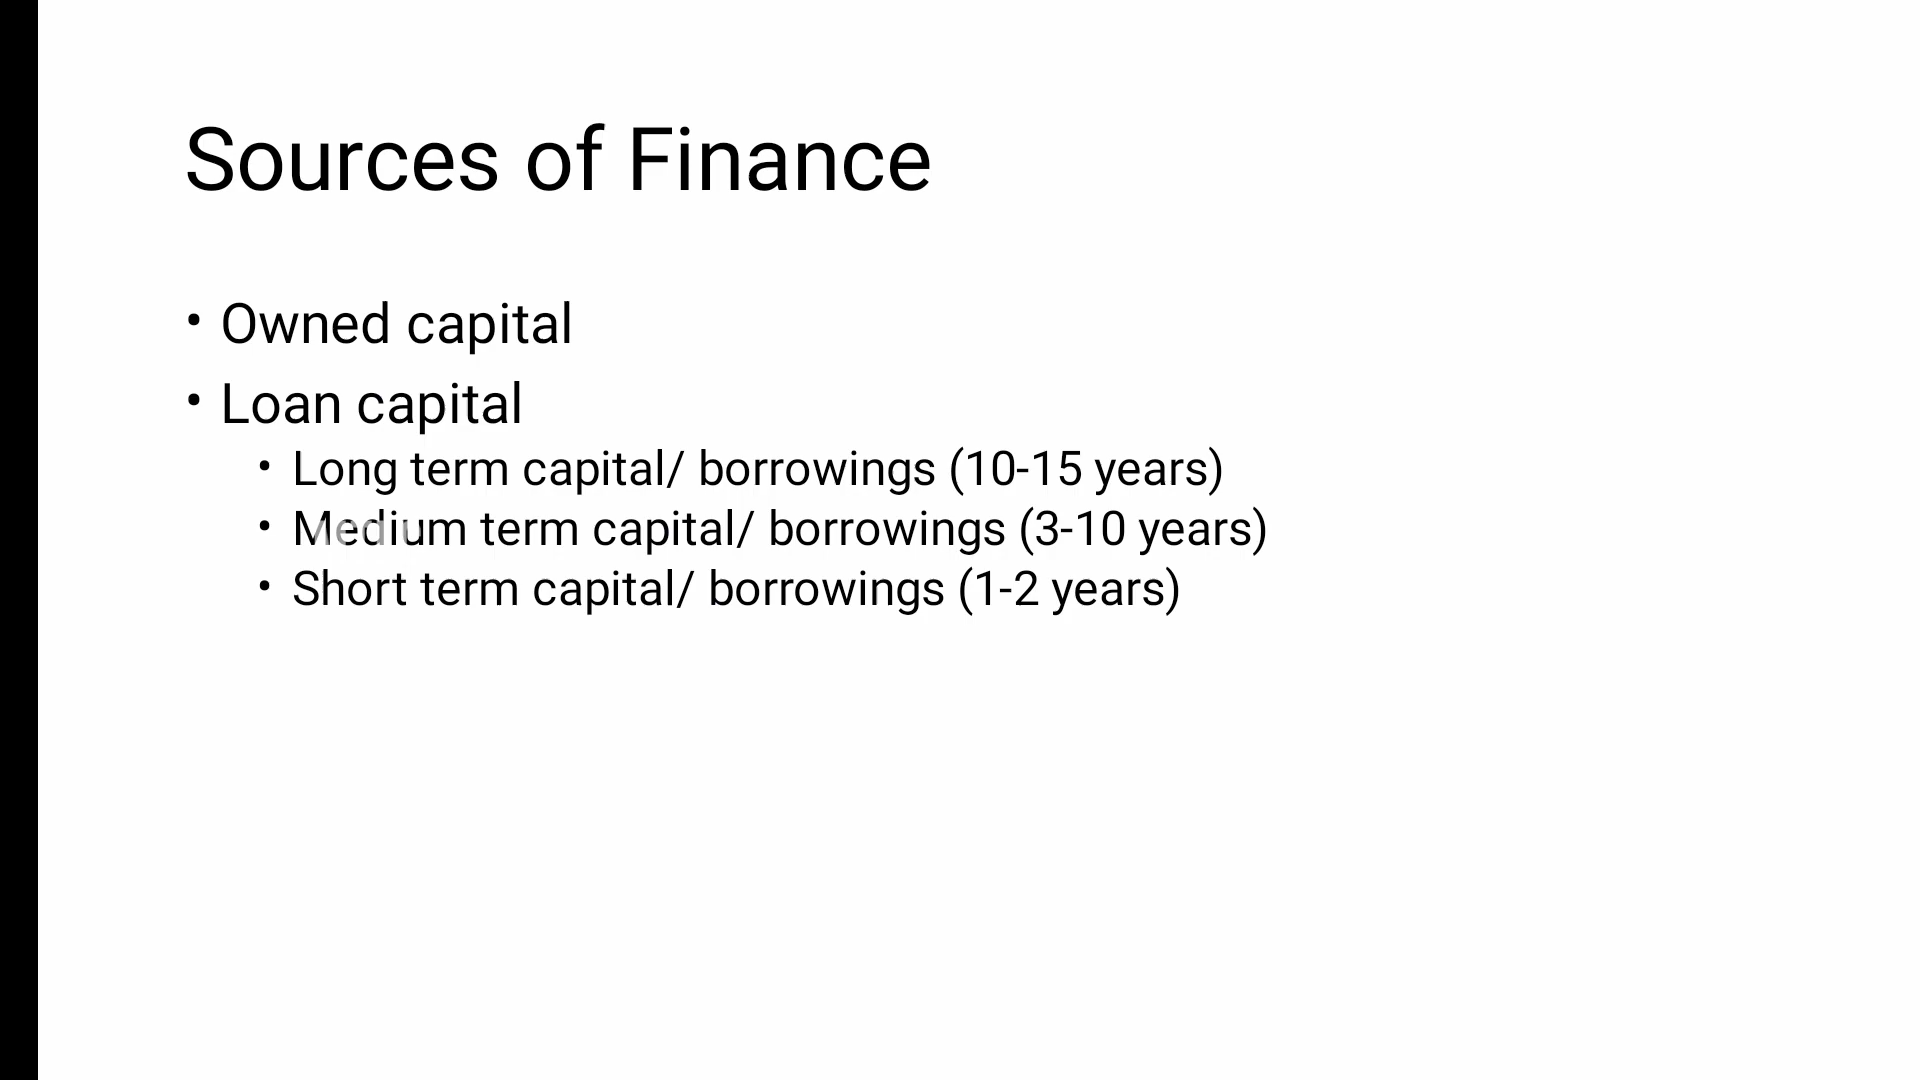 Sources of Finance
• Owned capital
• Loan capital
• Long term capital/ borrowings (10-15 years)
• Medium term capital/ borrowings (3-10 years)
• Short term capital/ borrowings (1-2 years)